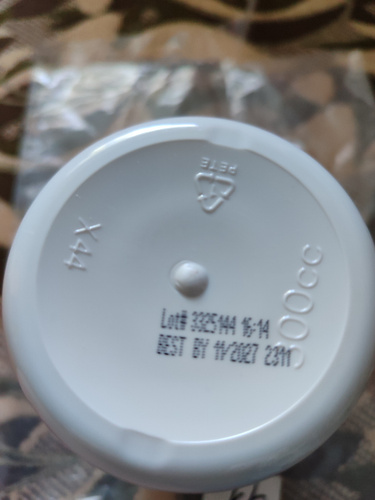 PETE
X44
300cc
Lot# 3325144 16:14
BEST BY 11/2027 2311